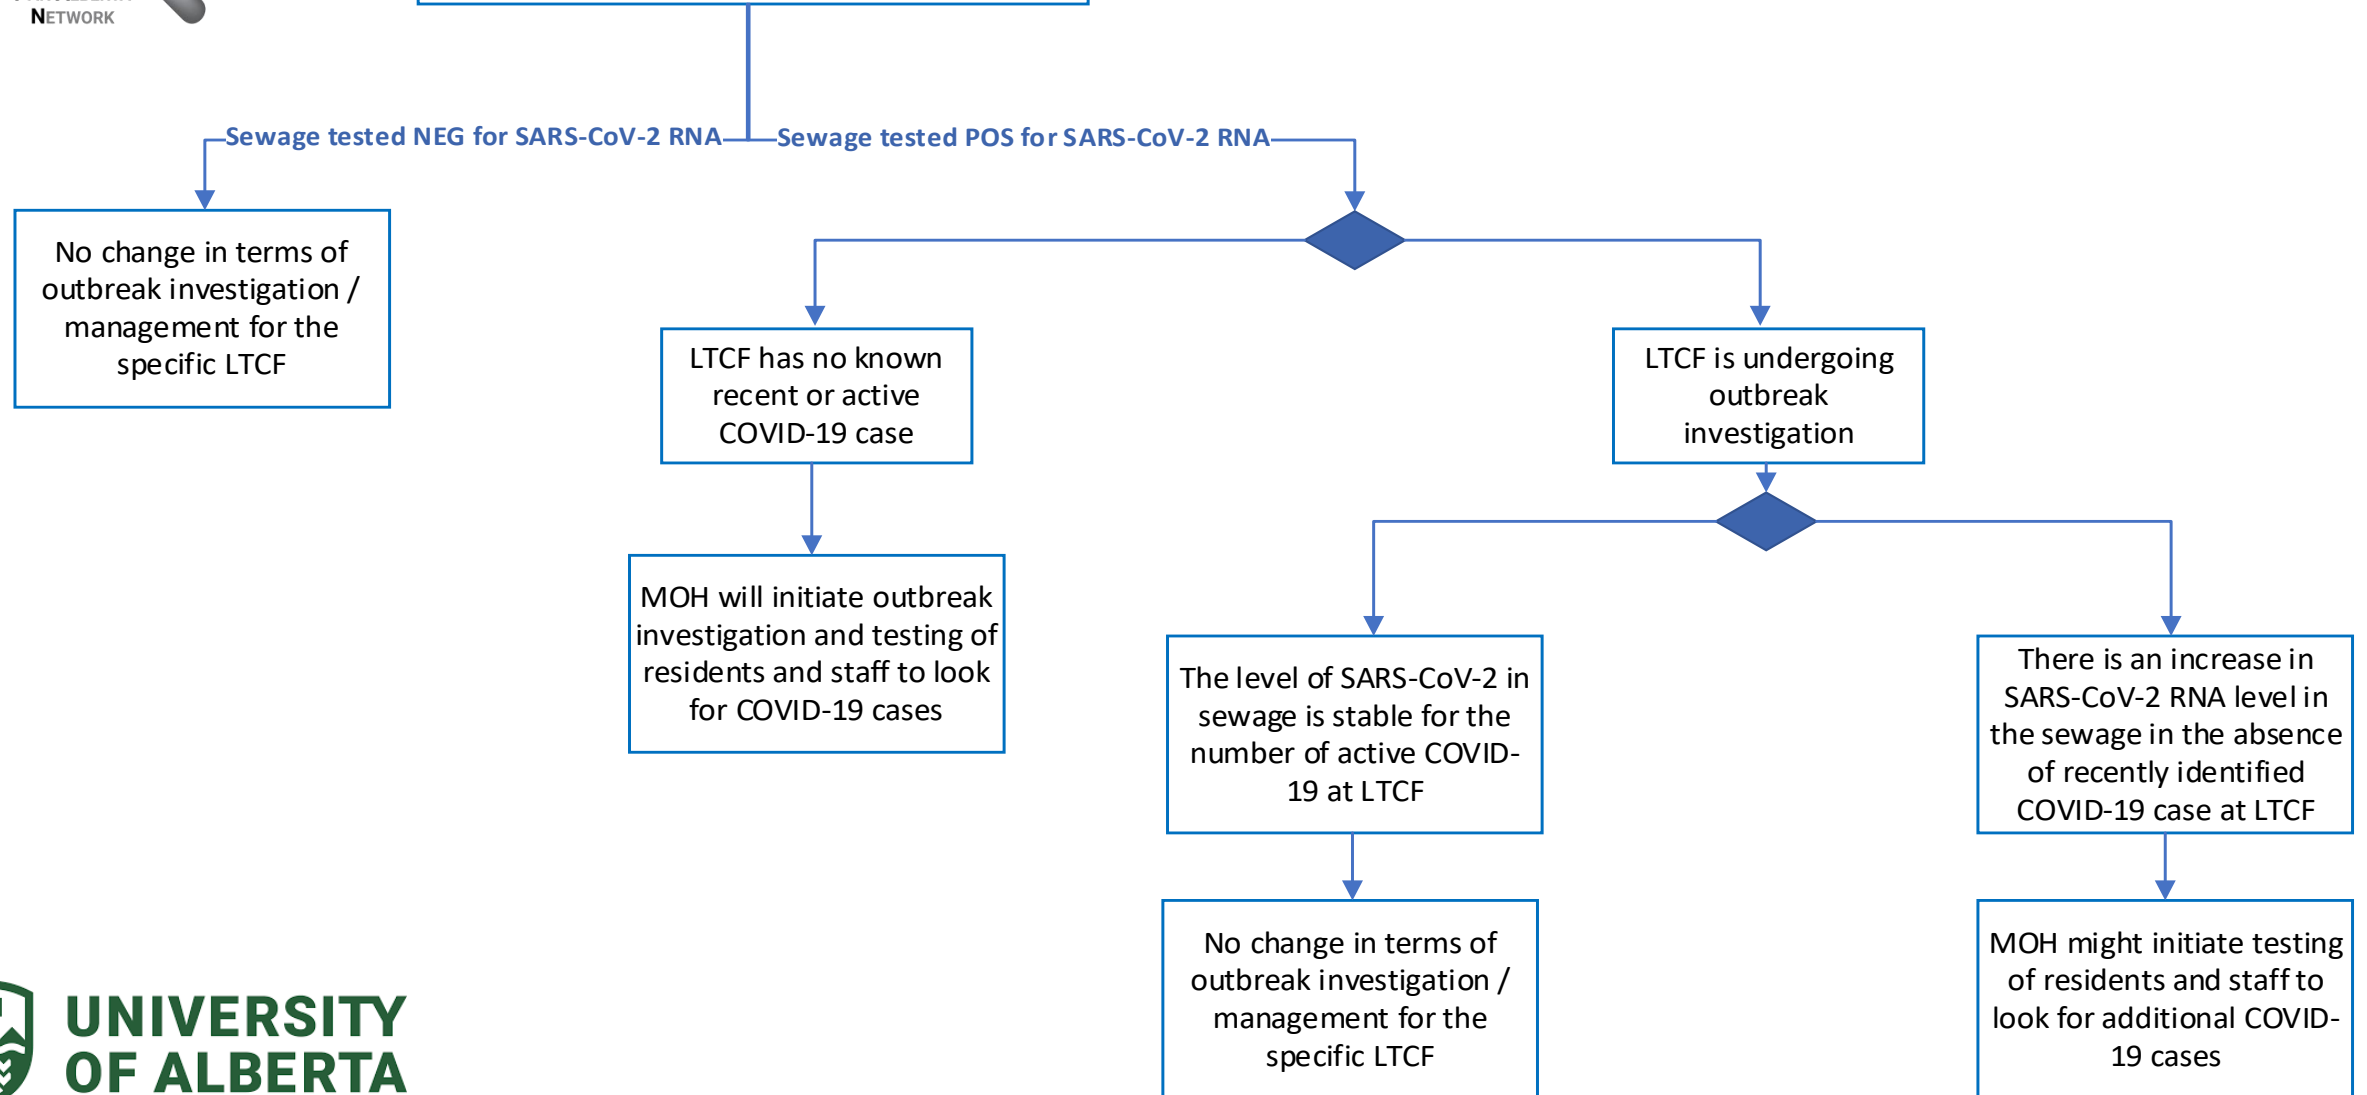 NETWORK
Sewage tested NEG for SARS-CoV-2 RNA
Sewage tested POS for SARS-CoV-2 RNA
No change in terms of
outbreak investigation /
management for the
specific LTCF
LTCF has no known
recent or active
COVID-19 case
LTCF is undergoing
outbreak
investigation
MOH will initiate outbreak
investigation and testing of
residents and staff to look
for COVID-19 cases
The level of SARS-CoV-2 in
sewage is stable for the
number of active COVID-
19 at LTCF
There is an increase in
SARS-CoV-2 RNA level in
the sewage in the absence
of recently identified
COVID-19 case at LTCF
No change in terms of
outbreak investigation /
management for the
specific LTCF
MOH might initiate testing
of residents and staff to
look for additional COVID-
19 cases
UNIVERSITY
OF ALBERTA